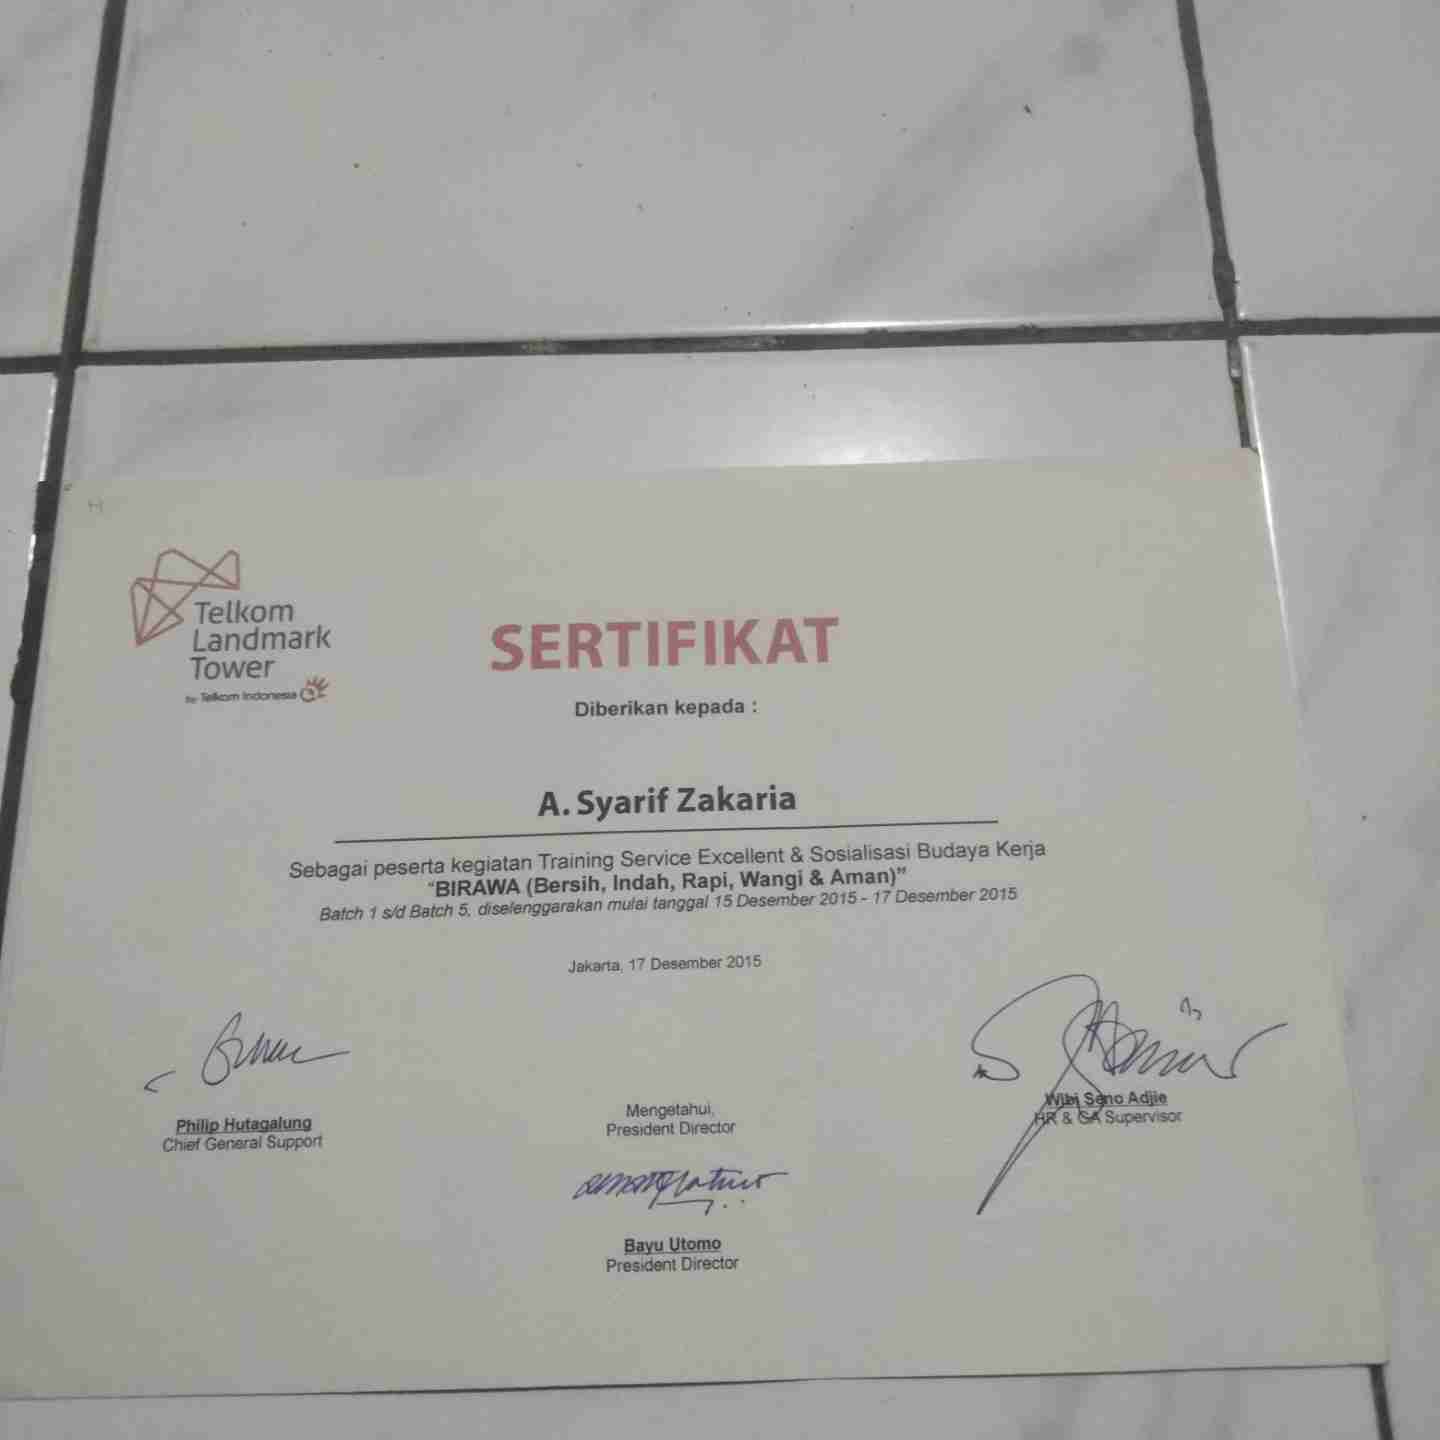 Telkom
Landmark
Tower
by Telkom Indonesia
SERTIFIKAT
Diberikan kepada :
A. Syarif Zakaria
Sebagai peserta kegiatan Training Service Excellent & Sosialisasi Budaya Kerja
"BIRAWA (Bersih, Indah, Rapi, Wangi & Aman)"
Batch 1 s/d Batch 5, diselenggarakan mulai tanggal 15 Desember 2015 - 17 Desember 2015
Jakarta, 17 Desember 2015
Philip Hutagalung
Chief General Support
Mengetahui,
President Director
Bayu Utomo
President Director
Wibi Seno Adjie
HR & GA Supervisor